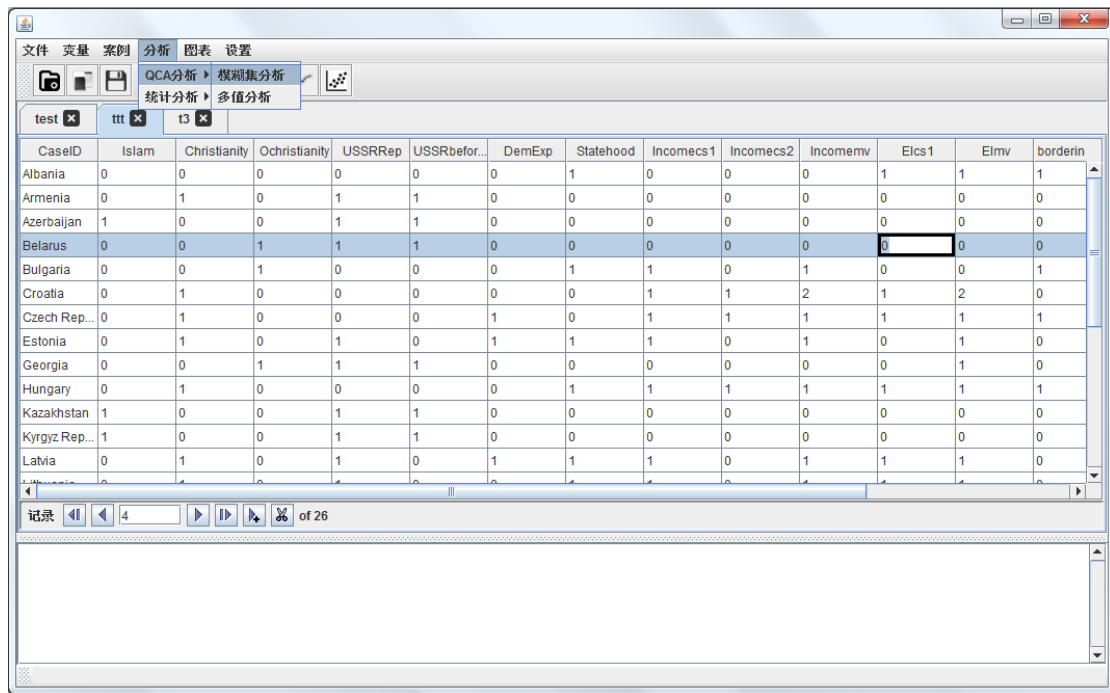 文件 变量 案例 分析 图表 设置
QCA分析 模糊集分析
统计分析 多值分析
test ttt t3
CaseID Islam Christianity Ochristianity USSRRep USSRbefor... DemExp Statehood Incomecs1 Incomecs2 Incomemv EIcs1 EImv borderin
Albania 0 0 0 0 0 0 1 0 0 0 1 1 1
Armenia 0 1 0 1 1 0 0 0 0 0 0 0 0
Azerbaijan 1 0 0 1 1 0 0 0 0 0 0 0 0
Belarus 0 0 1 1 1 0 0 0 0 0 0 0 0
Bulgaria 0 0 1 0 0 0 1 1 0 1 0 0 1
Croatia 0 1 0 0 0 0 0 1 1 2 1 2 0
Czech Rep... 0 1 0 0 0 1 0 1 1 1 1 1 1
Estonia 0 1 0 1 0 1 1 1 0 1 0 1 0
Georgia 0 0 1 1 1 0 0 0 0 0 0 1 0
Hungary 0 1 0 0 0 0 1 1 1 1 1 1 1
Kazakhstan 1 0 0 1 1 0 0 0 0 0 0 0 0
Kyrgyz Rep... 1 0 0 1 1 0 0 0 0 0 0 0 0
Latvia 0 1 0 1 0 1 1 1 0 1 1 1 0
记录 4 of 26